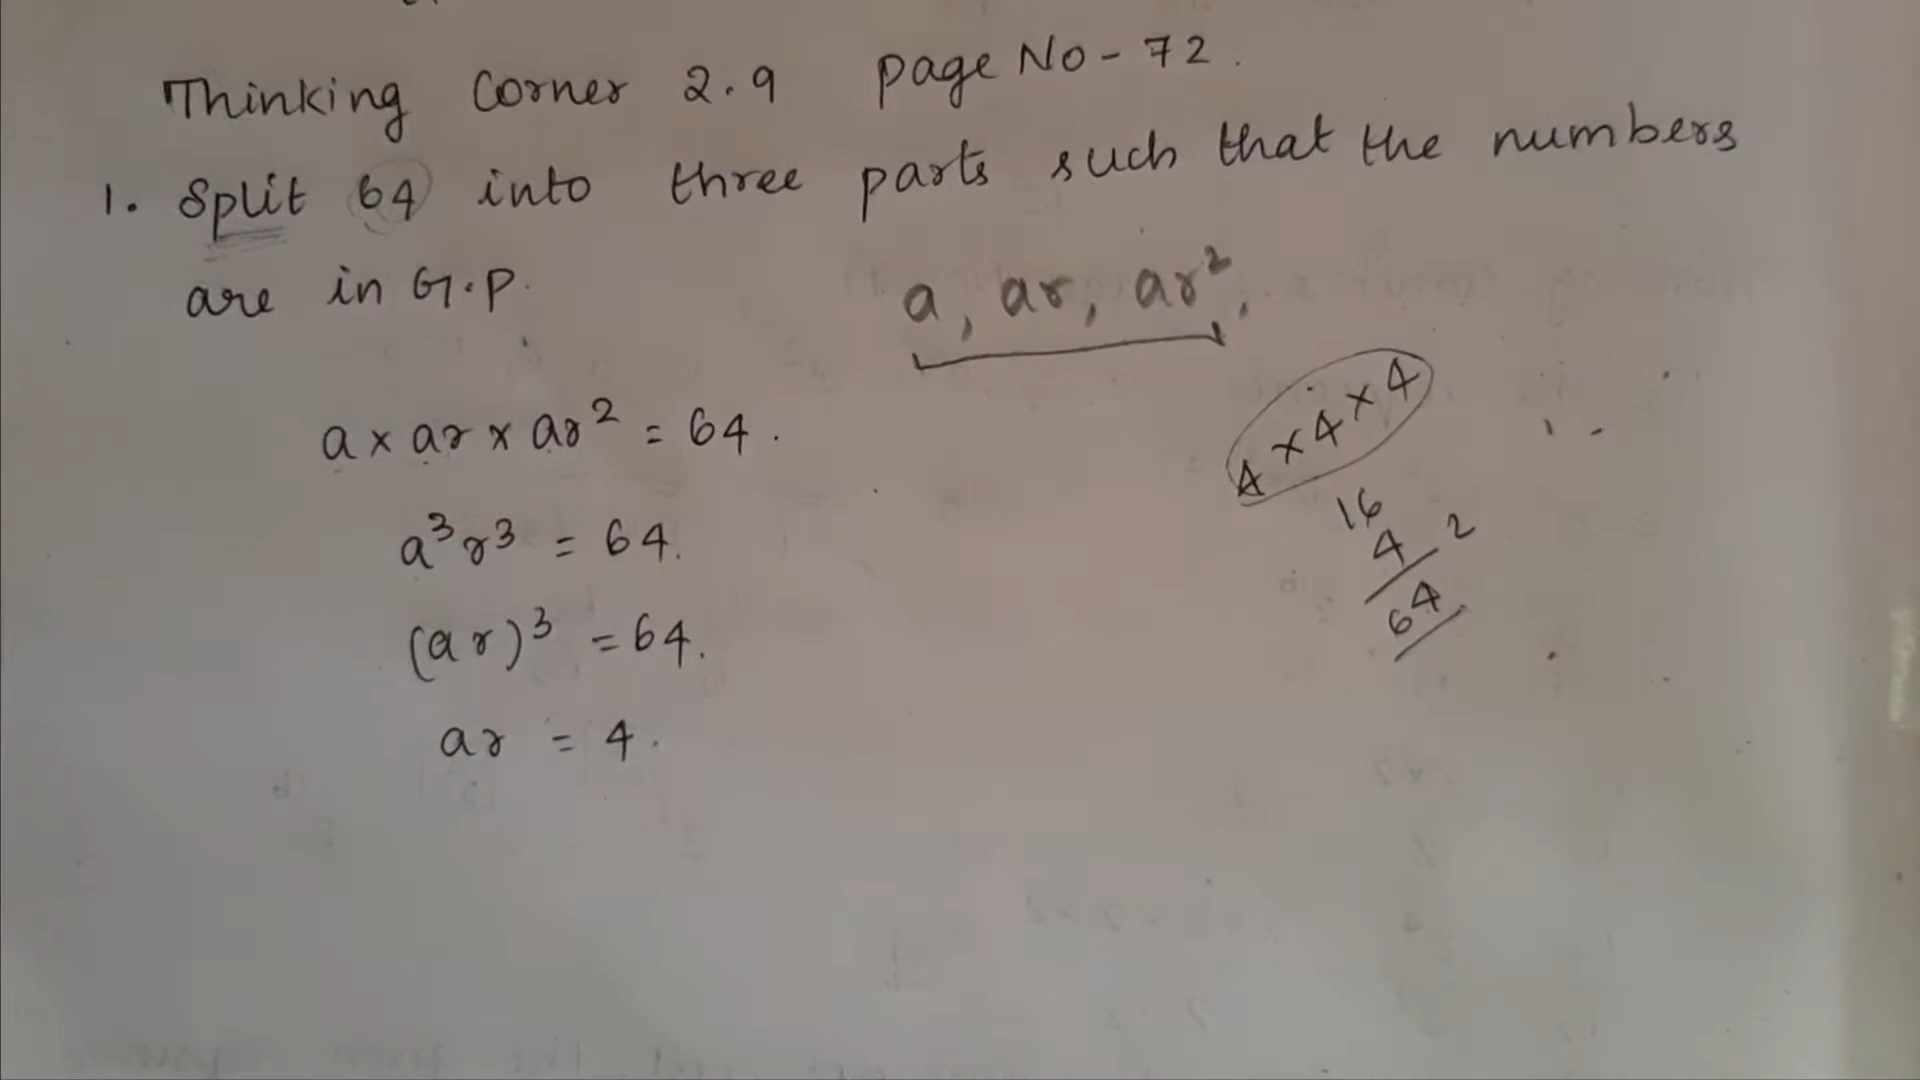 Thinking Corner 2.9 page No - 72.
1. Split 64 into three parts such that the numbers
are in G.P.
a, ar, ar²,
a x ar x ar² = 64.
a³r³ = 64.
(ar)³ = 64.
ar = 4.
4 x 4 x 4
16
4 2
64